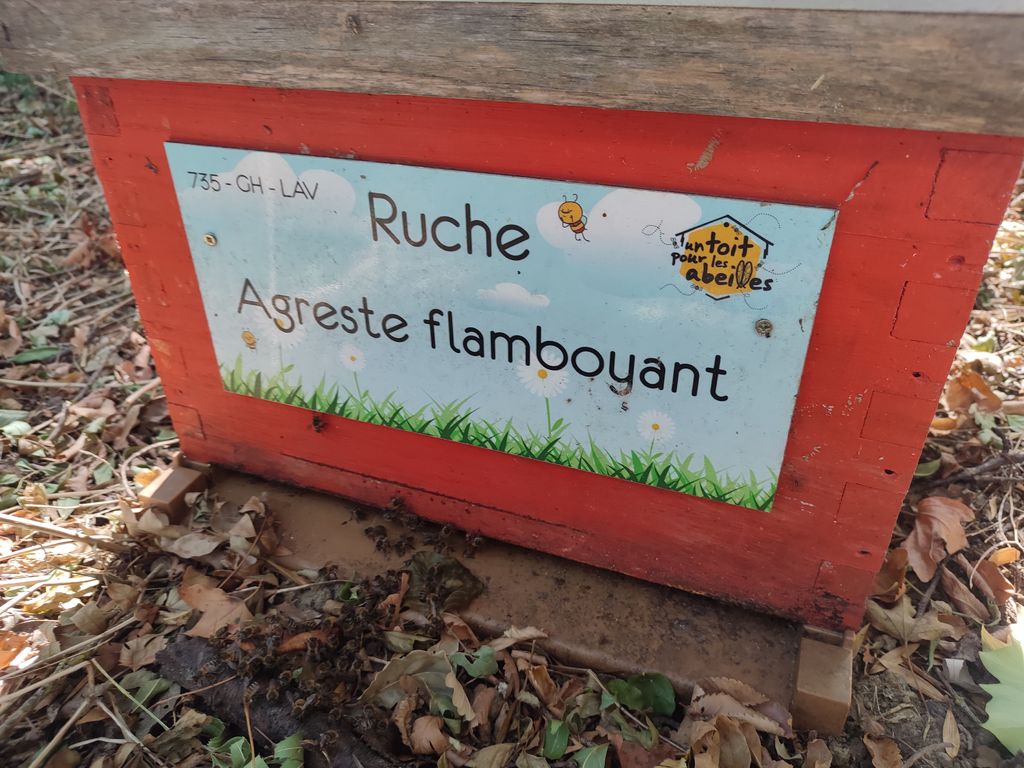 735 - GH - LAV
Ruche
un toit
pour les
abeilles
Agreste flamboyant